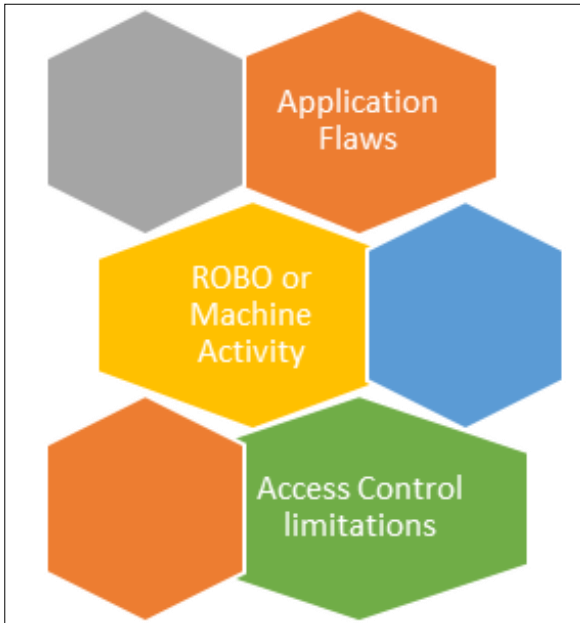 Application
Flaws
ROBO or
Machine
Activity
Access Control
limitations